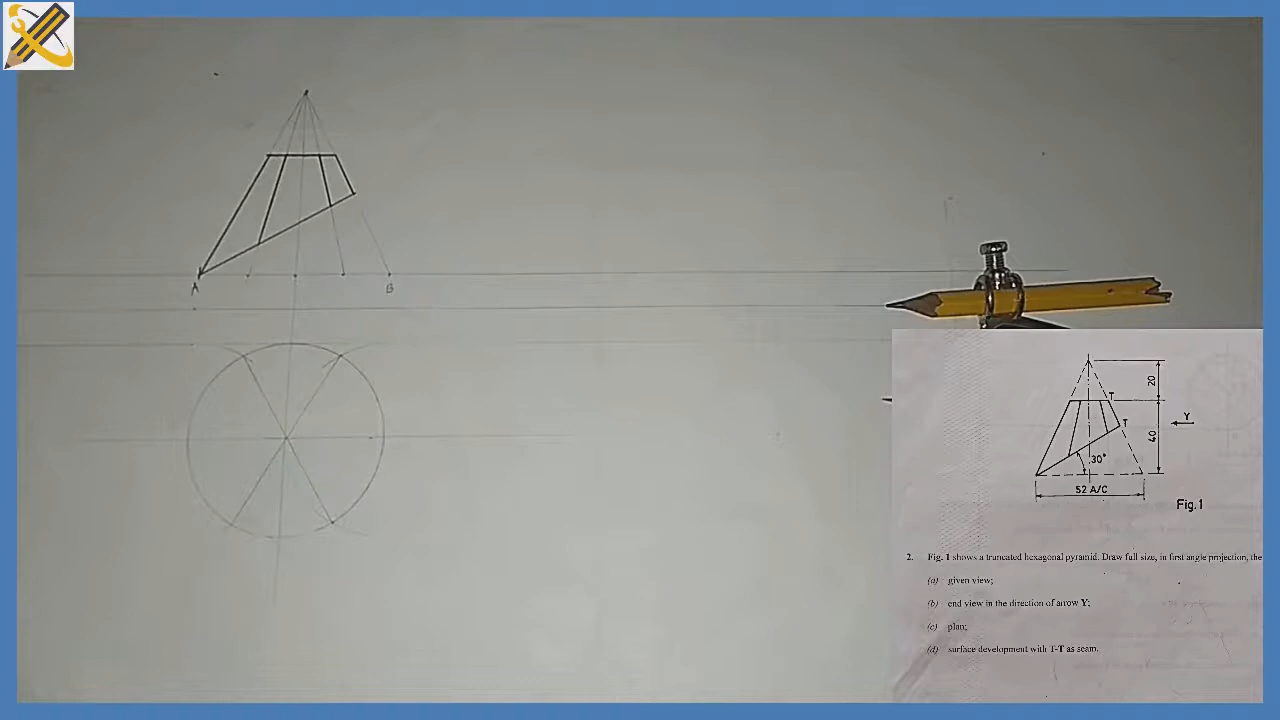 A
B
20
T
Y
T
40
30°
52 A/C
Fig.1
2. Fig. 1 shows a truncated hexagonal pyramid. Draw full size, in first angle projection, the
(a) given view;
(b) end view in the direction of arrow Y;
(c) plan;
(d) surface development with T-T as seam.